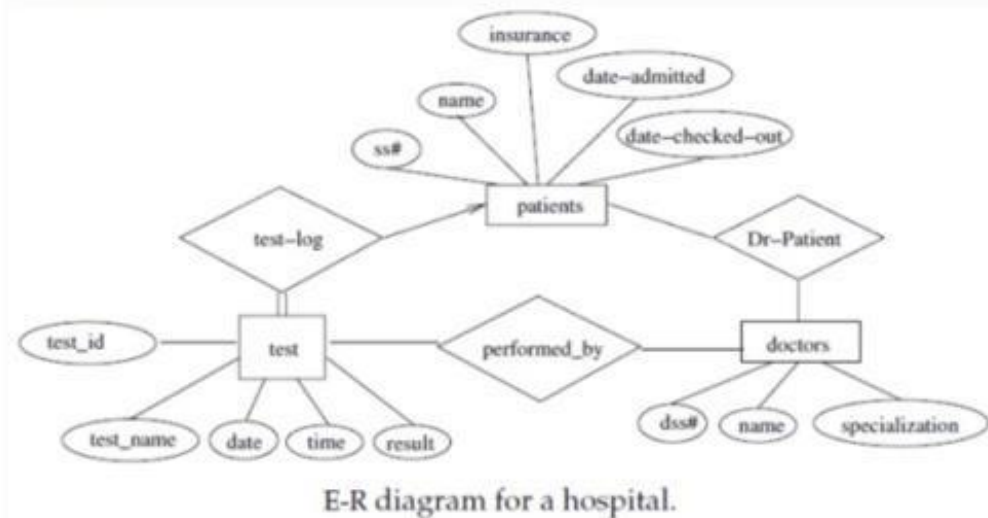 insurance
date-admitted
name
date-checked-out
ss#
patients
test-log
Dr-Patient
test_id
test
performed_by
doctors
test_name
date
time
result
dss#
name
specialization
E-R diagram for a hospital.